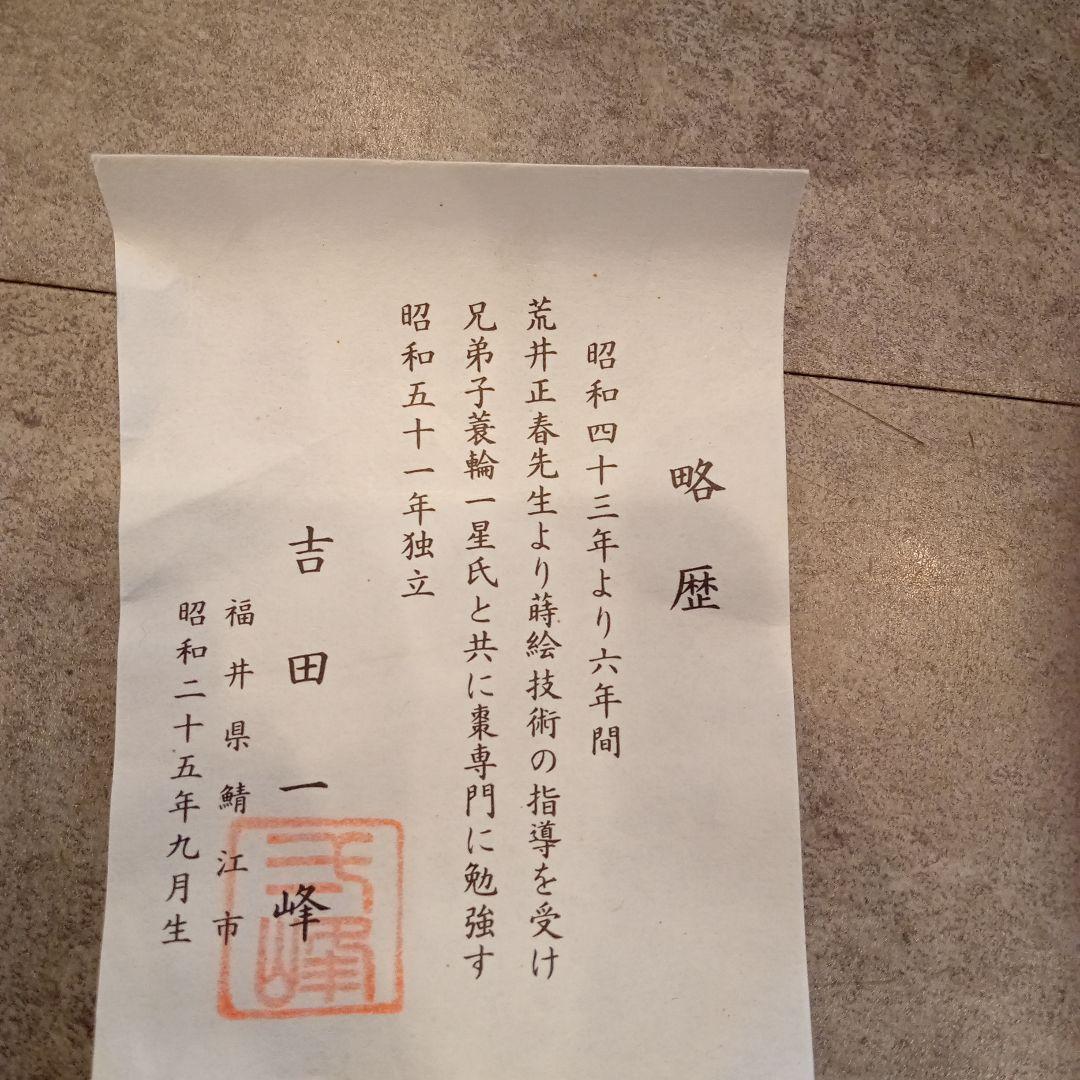 略歴
昭和四十三年より六年間
荒井正春先生より蒔絵技術の指導を受け
兄弟子蓑輪一星氏と共に棗専門に勉強す
昭和五十一年独立
吉田一峰
福井県鯖江市
昭和二十五年九月生